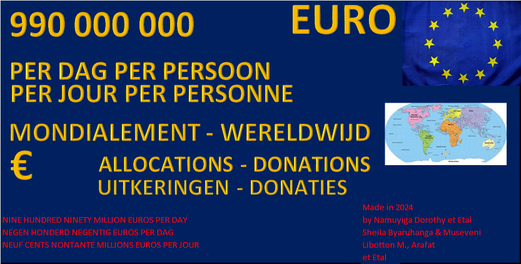 990 000 000
EURO
PER DAG PER PERSOON
PER JOUR PER PERSONNE
MONDIALEMENT - WERELDWIJD
€ ALLOCATIONS - DONATIONS
UITKERINGEN - DONATIES
NINE HUNDRED NINETY MILLION EUROS PER DAY
NEGEN HONDERD NEGENTIG EUROS PER DAG
NEUF CENTS NONTANTE MILLIONS EUROS PER JOUR
Made in 2024
by Namuyiga Dorothy et Etal
Sheila Byaruhanga & Museveni
Libotton M., Arafat
et Etal